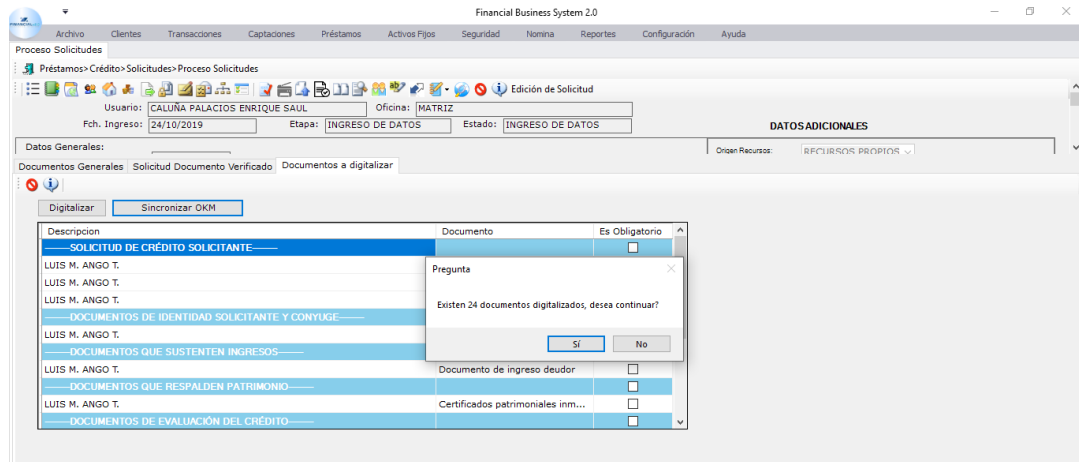 Financial Business System 2.0
FINANCIAL
Archivo Clientes Transacciones Captaciones Préstamos Activos Fijos Seguridad Nomina Reportes Configuración Ayuda
Proceso Solicitudes
Préstamos>Crédito>Solicitudes>Proceso Solicitudes
Edición de Solicitud
Usuario: CALUÑA PALACIOS ENRIQUE SAUL Oficina: MATRIZ
Fch. Ingreso: 24/10/2019 Etapa: INGRESO DE DATOS Estado: INGRESO DE DATOS DATOS ADICIONALES
Datos Generales: Origen Recursos: RECURSOS PROPIOS
Documentos Generales Solicitud Documento Verificado Documentos a digitalizar
Digitalizar Sincronizar OKM
Descripcion Documento Es Obligatorio
-------SOLICITUD DE CRÉDITO SOLICITANTE-------
LUIS M. ANGO T.
LUIS M. ANGO T.
LUIS M. ANGO T.
-------DOCUMENTOS DE IDENTIDAD SOLICITANTE Y CONYUGE-------
LUIS M. ANGO T.
-------DOCUMENTOS QUE SUSTENTEN INGRESOS-------
LUIS M. ANGO T. Documento de ingreso deudor
-------DOCUMENTOS QUE RESPALDEN PATRIMONIO-------
LUIS M. ANGO T. Certificados patrimoniales inm...
-------DOCUMENTOS DE EVALUACIÓN DEL CRÉDITO-------
Pregunta
Existen 24 documentos digitalizados, desea continuar?
Sí No